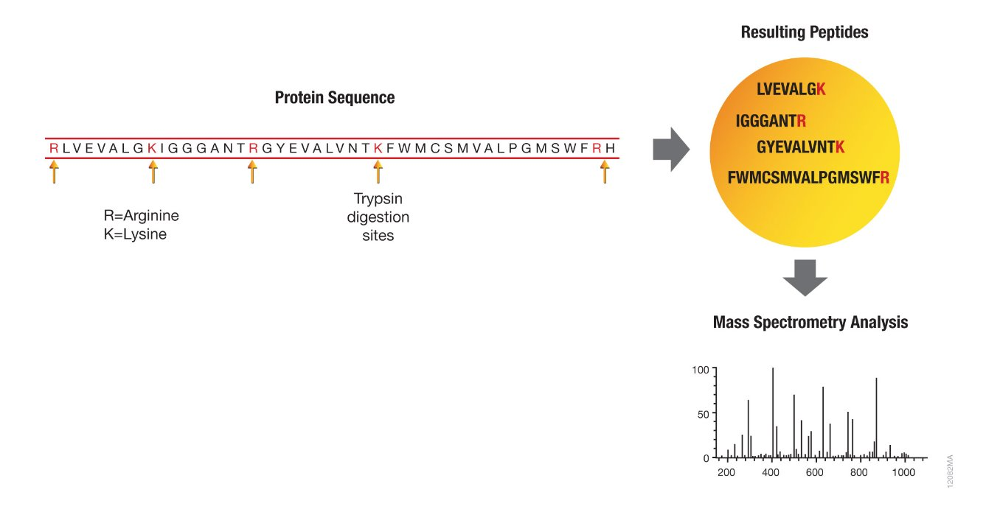 Resulting Peptides
Protein Sequence
RLVEVALGKIGGGANTRGYEVALVNTKFWMCSMVALPGMSWFRH
R=Arginine
K=Lysine
Trypsin
digestion
sites
LVEVALGK
IGGGANTR
GYEVALVNTK
FWMCSMVALPGMSWFR
Mass Spectrometry Analysis
100
50
0
200 400 600 800 1000
12082MA